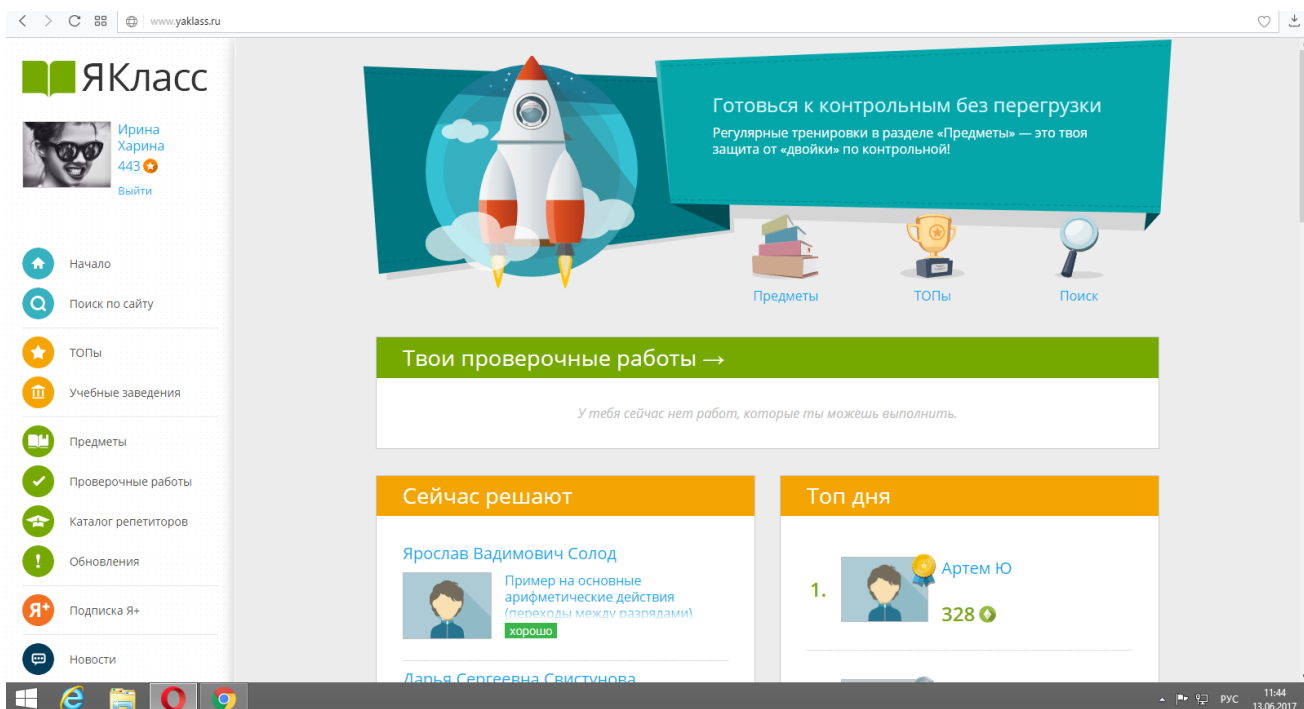 www.yaklass.ru
ЯКласс
Ирина
Харина
443
Выйти
Начало
Поиск по сайту
ТОПы
Учебные заведения
Предметы
Проверочные работы
Каталог репетиторов
Обновления
Я+
Подписка Я+
Новости
Готовься к контрольным без перегрузки
Регулярные тренировки в разделе «Предметы» — это твоя
защита от «двойки» по контрольной!
Предметы
ТОПы
Поиск
Твои проверочные работы →
У тебя сейчас нет работ, которые ты можешь выполнить.
Сейчас решают
Ярослав Вадимович Солод
Пример на основные
арифметические действия
(переходы между разрядами)
хорошо
Дарья Сергеевна Свистунова
Топ дня
1.
Артем Ю
328
РУС
11:44
13.06.2017